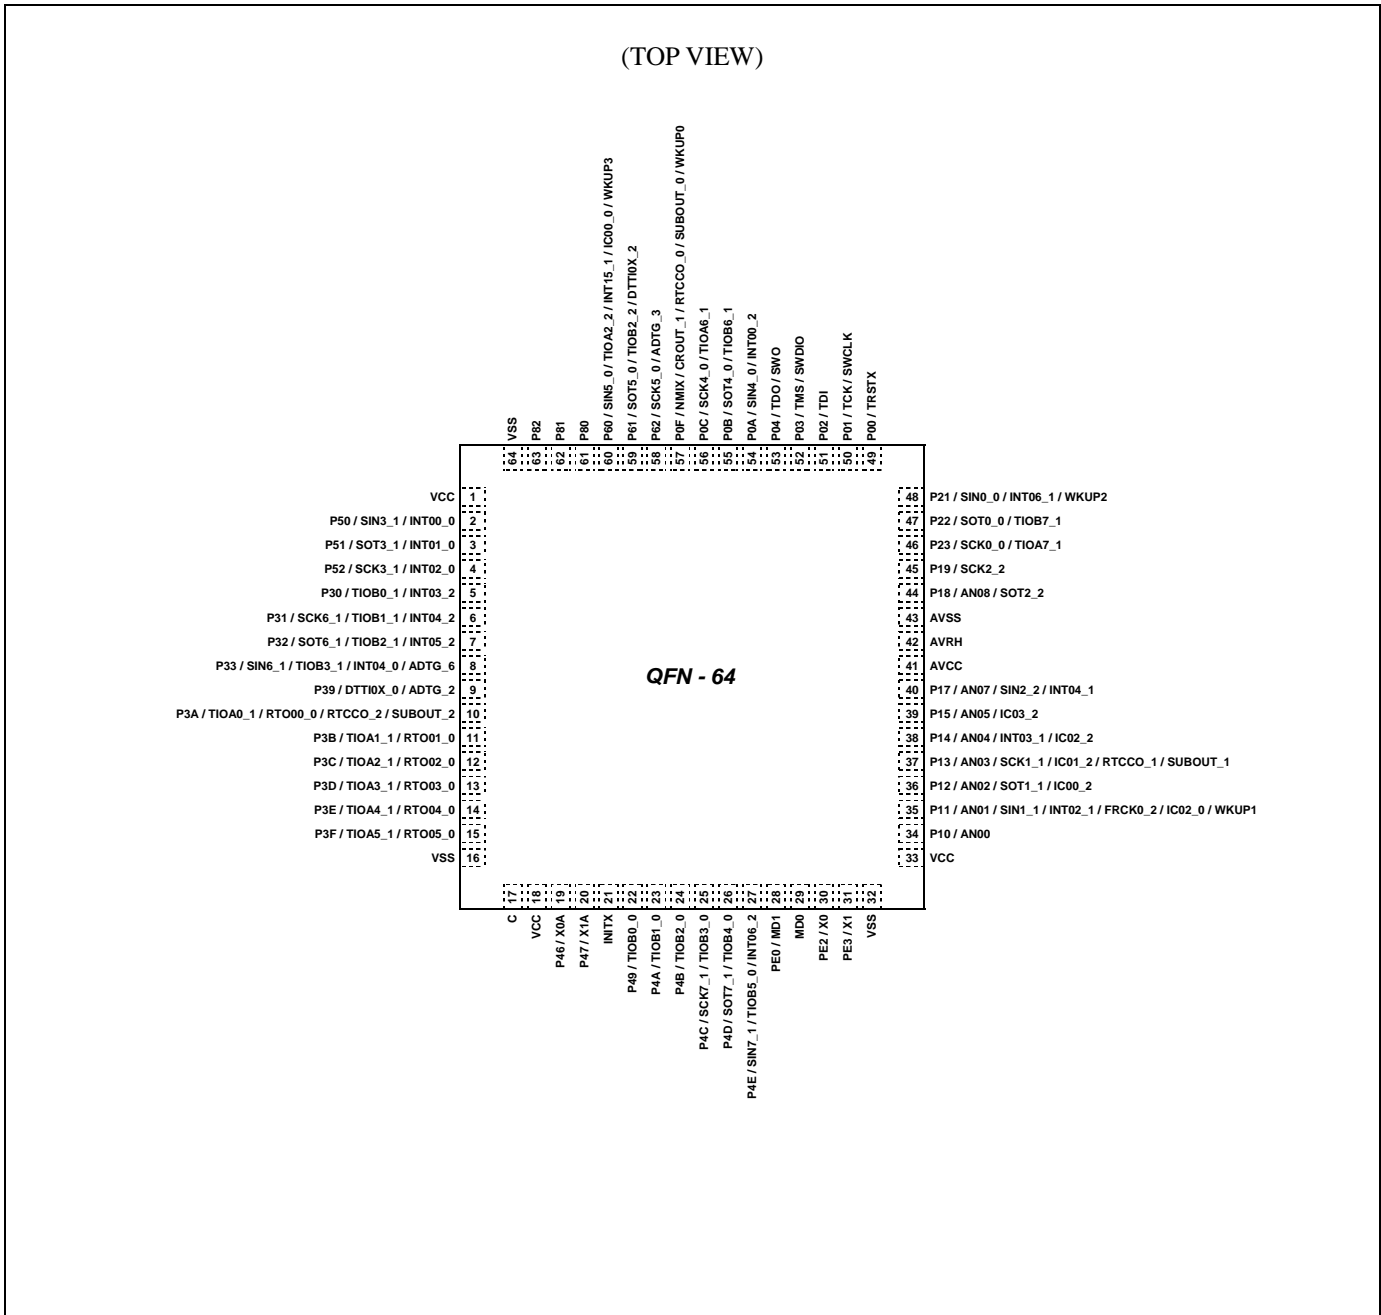 (TOP VIEW)
VSS
P82
P81
P80
P60 / SIN5_0 / TIOA2_2 / INT15_1 / IC00_0 / WKUP3
P61 / SOT5_0 / TIOB2_2 / DTTI0X_2
P62 / SCK5_0 / ADTG_3
P0F / NMIX / CROUT_1 / RTCCO_0 / SUBOUT_0 / WKUP0
P0C / SCK4_0 / TIOA6_1
P0B / SOT4_0 / TIOB6_1
P0A / SIN4_0 / INT00_2
P04 / TDO / SWO
P03 / TMS / SWDIO
P02 / TDI
P01 / TCK / SWCLK
P00 / TRSTX
64 63 62 61 60 59 58 57 56 55 54 53 52 51 50 49
VCC 1
P50 / SIN3_1 / INT00_0 2
P51 / SOT3_1 / INT01_0 3
P52 / SCK3_1 / INT02_0 4
P30 / TIOB0_1 / INT03_2 5
P31 / SCK6_1 / TIOB1_1 / INT04_2 6
P32 / SOT6_1 / TIOB2_1 / INT05_2 7
P33 / SIN6_1 / TIOB3_1 / INT04_0 / ADTG_6 8
P39 / DTTI0X_0 / ADTG_2 9
P3A / TIOA0_1 / RTO00_0 / RTCCO_2 / SUBOUT_2 10
P3B / TIOA1_1 / RTO01_0 11
P3C / TIOA2_1 / RTO02_0 12
P3D / TIOA3_1 / RTO03_0 13
P3E / TIOA4_1 / RTO04_0 14
P3F / TIOA5_1 / RTO05_0 15
VSS 16
QFN - 64
48 P21 / SIN0_0 / INT06_1 / WKUP2
47 P22 / SOT0_0 / TIOB7_1
46 P23 / SCK0_0 / TIOA7_1
45 P19 / SCK2_2
44 P18 / AN08 / SOT2_2
43 AVSS
42 AVRH
41 AVCC
40 P17 / AN07 / SIN2_2 / INT04_1
39 P15 / AN05 / IC03_2
38 P14 / AN04 / INT03_1 / IC02_2
37 P13 / AN03 / SCK1_1 / IC01_2 / RTCCO_1 / SUBOUT_1
36 P12 / AN02 / SOT1_1 / IC00_2
35 P11 / AN01 / SIN1_1 / INT02_1 / FRCK0_2 / IC02_0 / WKUP1
34 P10 / AN00
33 VCC
17 18 19 20 21 22 23 24 25 26 27 28 29 30 31 32
C
VCC
P46 / X0A
P47 / X1A
INITX
P49 / TIOB0_0
P4A / TIOB1_0
P4B / TIOB2_0
P4C / SCK7_1 / TIOB3_0
P4D / SOT7_1 / TIOB4_0
P4E / SIN7_1 / TIOB5_0 / INT06_2
PE0 / MD1
MD0
PE2 / X0
PE3 / X1
VSS